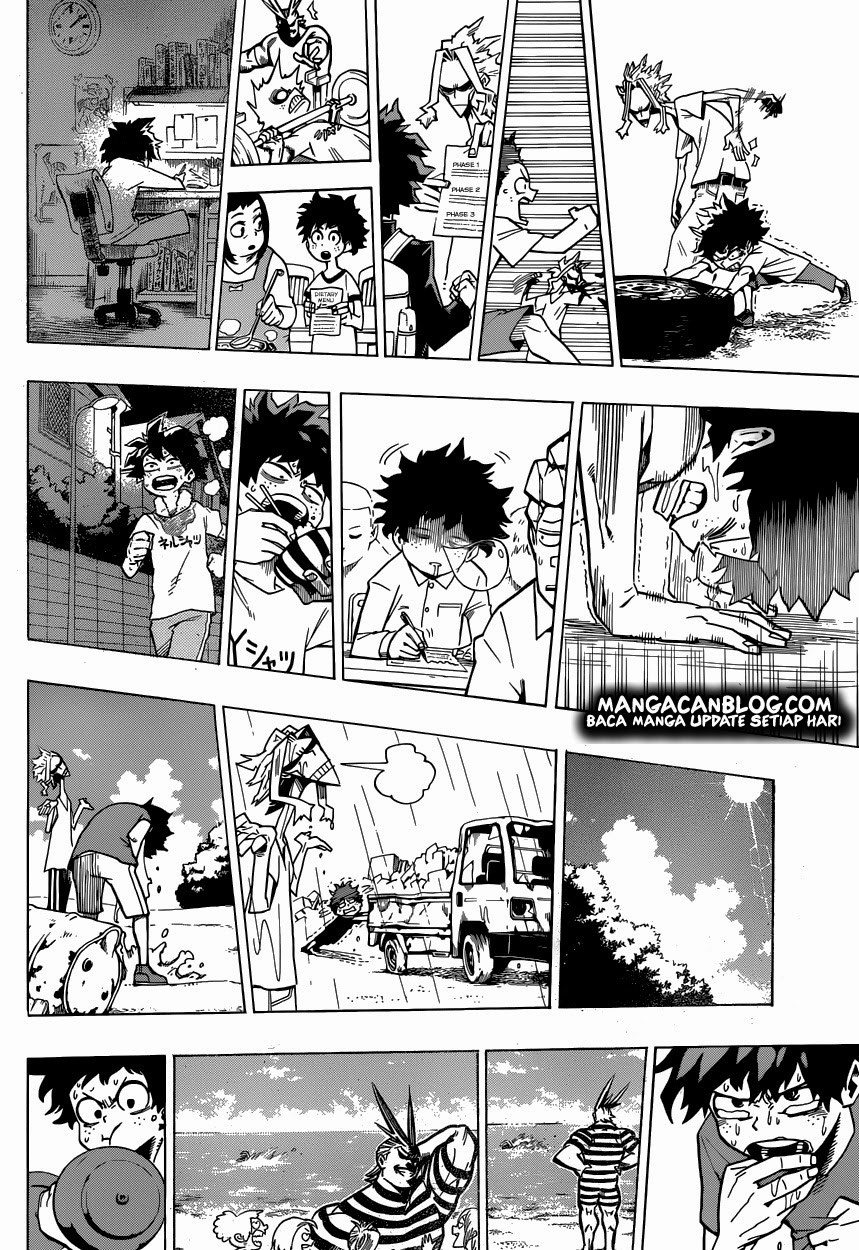 PHASE 1
PHASE 2
PHASE 3
DIETARY
MENU
ネルシャツ
シャツ
MANGACANBLOG.COM
BACA MANGA UPDATE SETIAP HARI